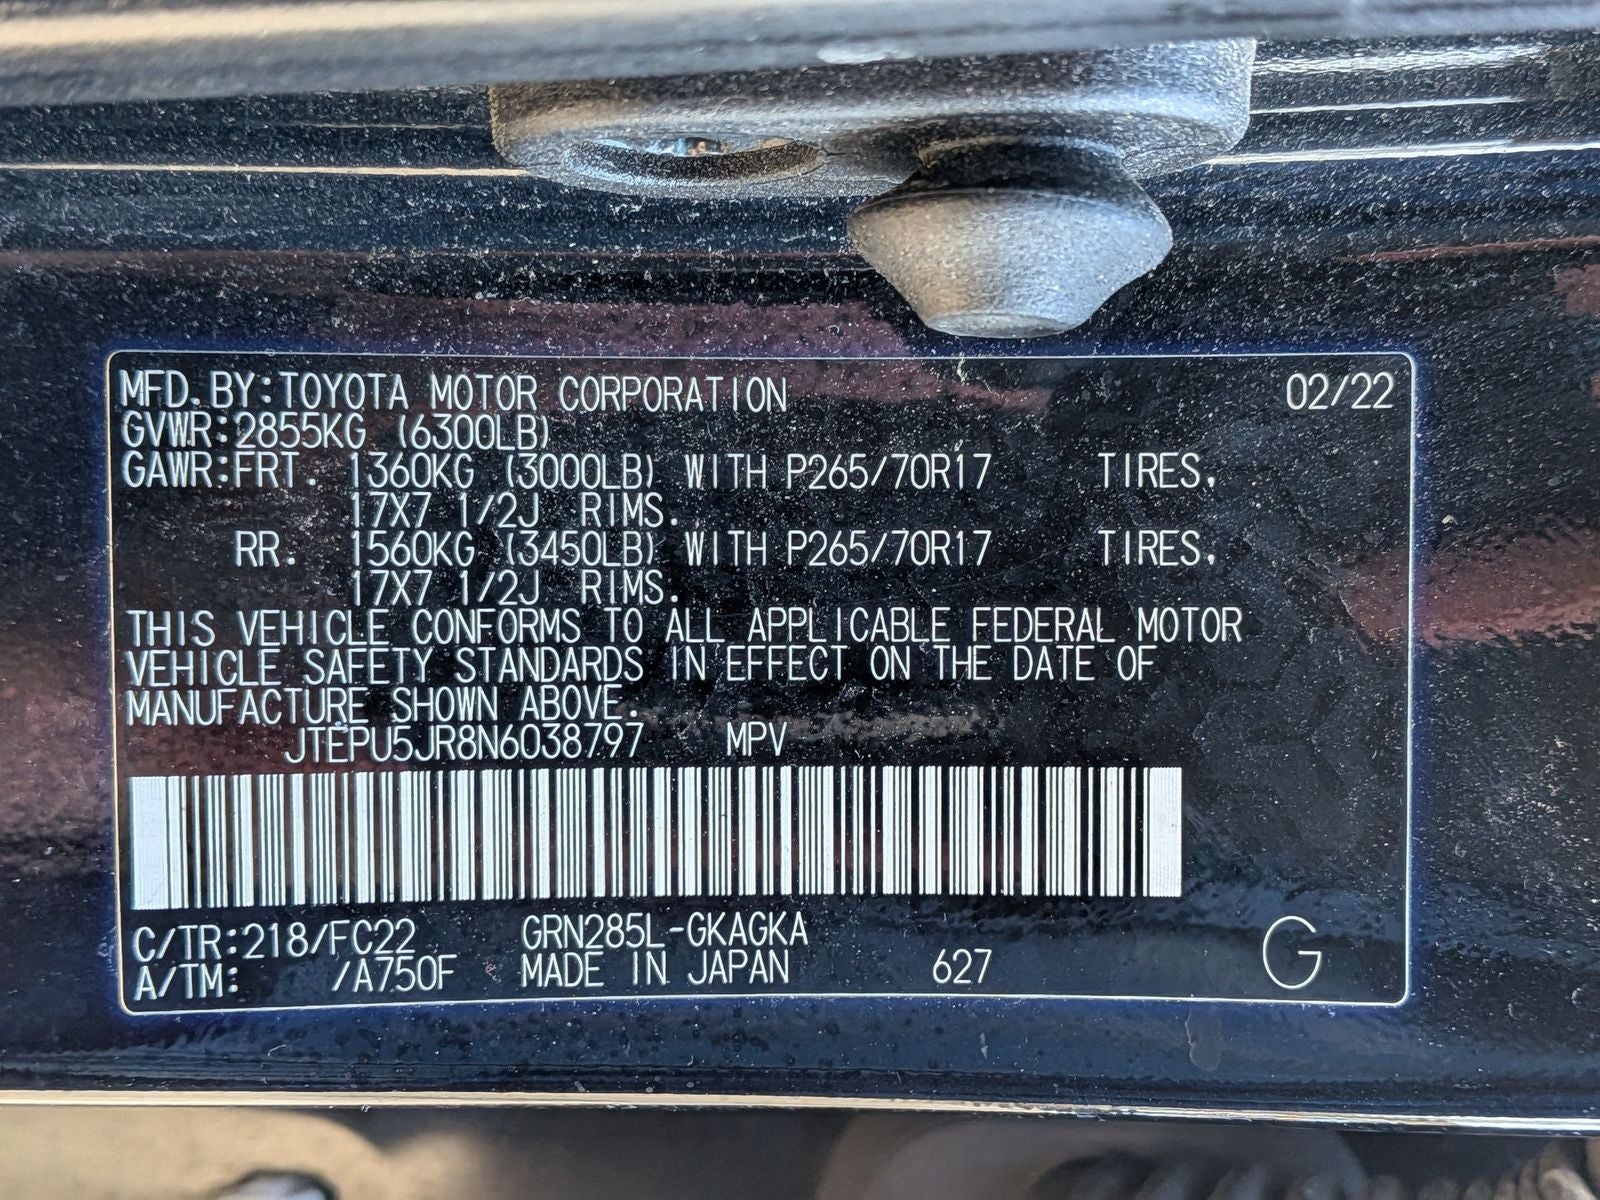 MFD.BY:TOYOTA MOTOR CORPORATION 02/22
GVWR:2855KG (6300LB)
GAWR:FRT. 1360KG (3000LB) WITH P265/70R17 TIRES,
17X7 1/2J RIMS.
RR. 1560KG (3450LB) WITH P265/70R17 TIRES,
17X7 1/2J RIMS.
THIS VEHICLE CONFORMS TO ALL APPLICABLE FEDERAL MOTOR
VEHICLE SAFETY STANDARDS IN EFFECT ON THE DATE OF
MANUFACTURE SHOWN ABOVE.
JTEPU5JR8N6038797 MPV
C/TR:218/FC22 GRN285L-GKAGKA
A/TM: /A750F MADE IN JAPAN 627 G